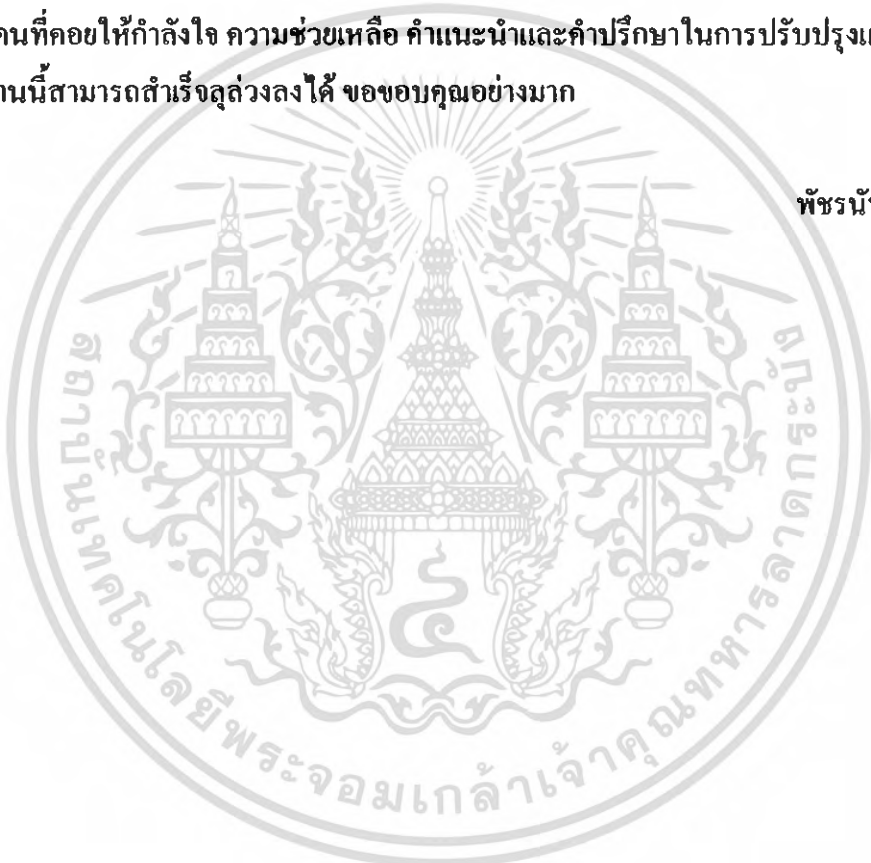 คนที่คอยให้กำลังใจ ความช่วยเหลือ คำแนะนำและคำปรึกษาในการปรับปรุง
านนี้สามารถสำเร็จลุล่วงลงได้ ขอขอบคุณอย่างมาก
พัชรนั
๔
สถาบันเทคโนโลยีพระจอมเกล้าเจ้าคุณทหารลาดกระบัง